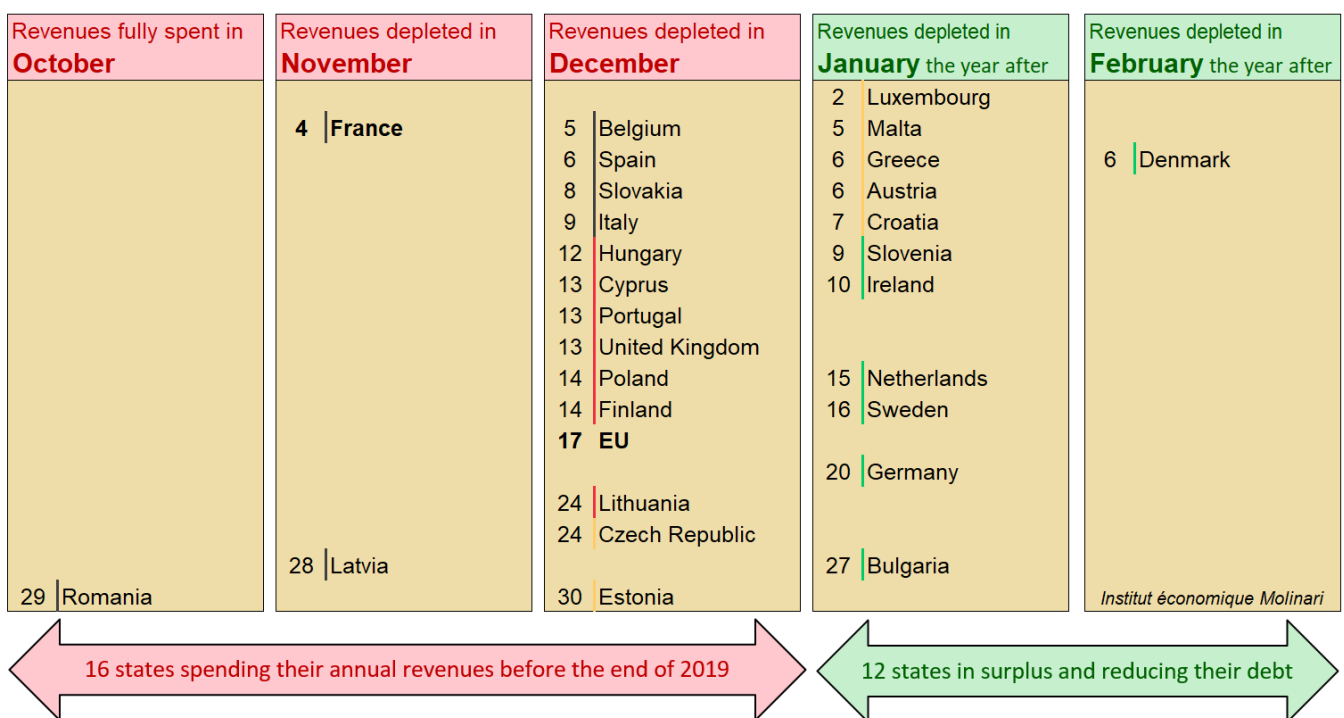 Revenues fully spent in
October
Revenues depleted in
November
Revenues depleted in
December
Revenues depleted in
January the year after
Revenues depleted in
February the year after
29 Romania
4 France
28 Latvia
5 Belgium
6 Spain
8 Slovakia
9 Italy
12 Hungary
13 Cyprus
13 Portugal
13 United Kingdom
14 Poland
14 Finland
17 EU
24 Lithuania
24 Czech Republic
30 Estonia
2 Luxembourg
5 Malta
6 Greece
6 Austria
7 Croatia
9 Slovenia
10 Ireland
15 Netherlands
16 Sweden
20 Germany
27 Bulgaria
6 Denmark
Institut économique Molinari
16 states spending their annual revenues before the end of 2019
12 states in surplus and reducing their debt